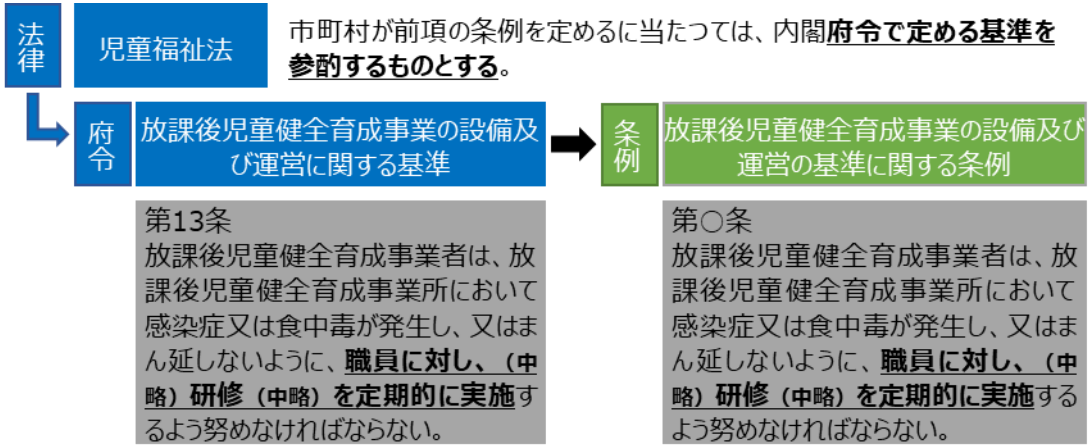 法律
児童福祉法
市町村が前項の条例を定めるに当たつては、内閣府令で定める基準を
参酌するものとする。
府令
放課後児童健全育成事業の設備及
び運営に関する基準
条例
放課後児童健全育成事業の設備及び
運営の基準に関する条例
第13条
放課後児童健全育成事業者は、放
課後児童健全育成事業所において
感染症又は食中毒が発生し、又はま
ん延しないように、職員に対し、（中
略）研修（中略）を定期的に実施す
るよう努めなければならない。
第○条
放課後児童健全育成事業者は、放
課後児童健全育成事業所において
感染症又は食中毒が発生し、又はま
ん延しないように、職員に対し、（中
略）研修（中略）を定期的に実施する
よう努めなければならない。